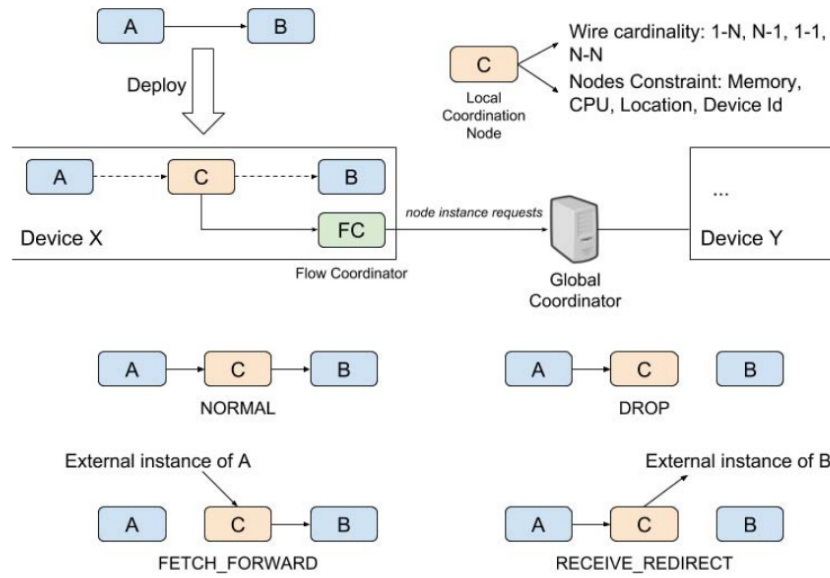 A
B
Deploy
C
Local
Coordination
Node
Wire cardinality: 1-N, N-1, 1-1,
N-N
Nodes Constraint: Memory,
CPU, Location, Device Id
A
C
B
Device X
FC
Flow Coordinator
node instance requests
Global
Coordinator
...
Device Y
A
C
B
NORMAL
A
C
B
DROP
External instance of A
A
C
B
FETCH_FORWARD
External instance of B
A
C
B
RECEIVE_REDIRECT